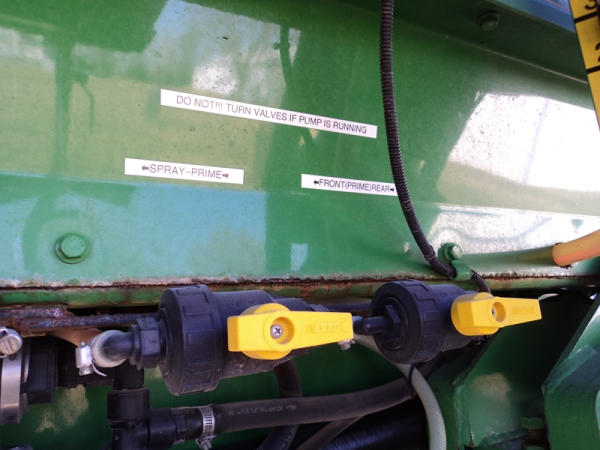 DO NOT!!! TURN VALVES IF PUMP IS RUNNING
⬅SPRAY-PRIME➡
⬅FRONT(PRIME)REAR➡